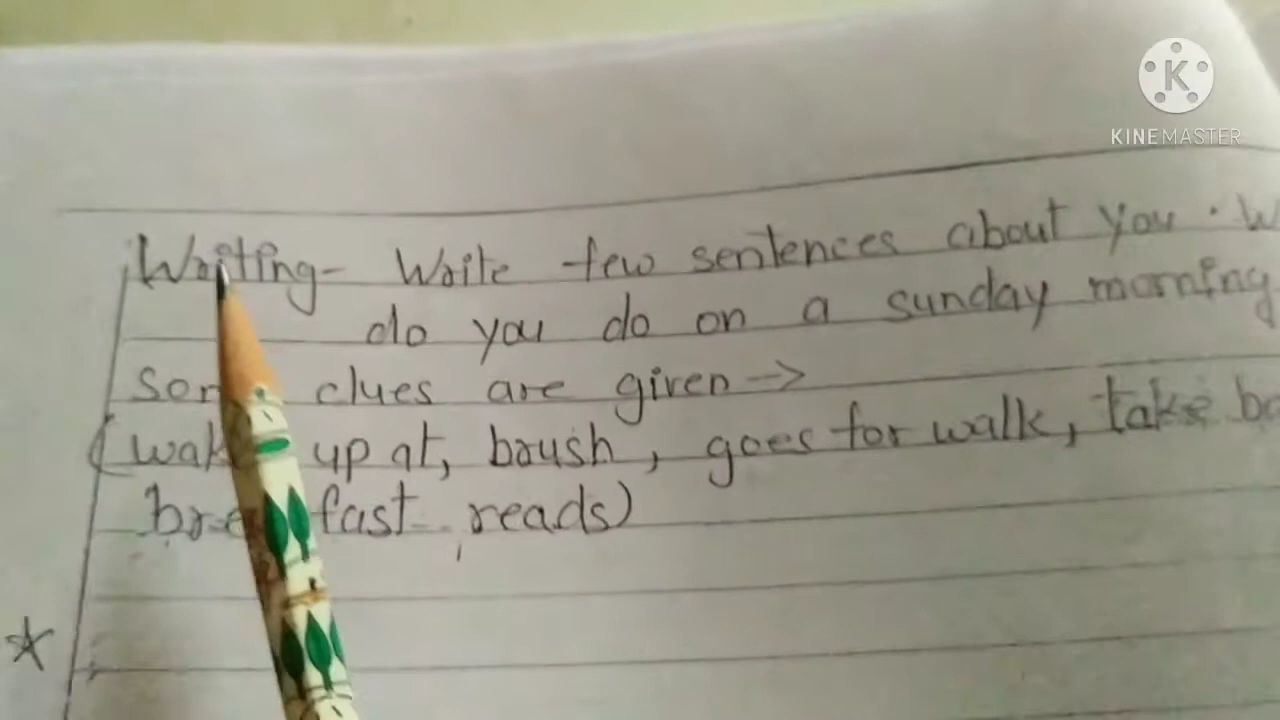 KINEMASTER
Writing- Write few sentences about you.
do you do on a sunday morning
clues are given →
up at, brush, goes for walk, take
fast, reads)